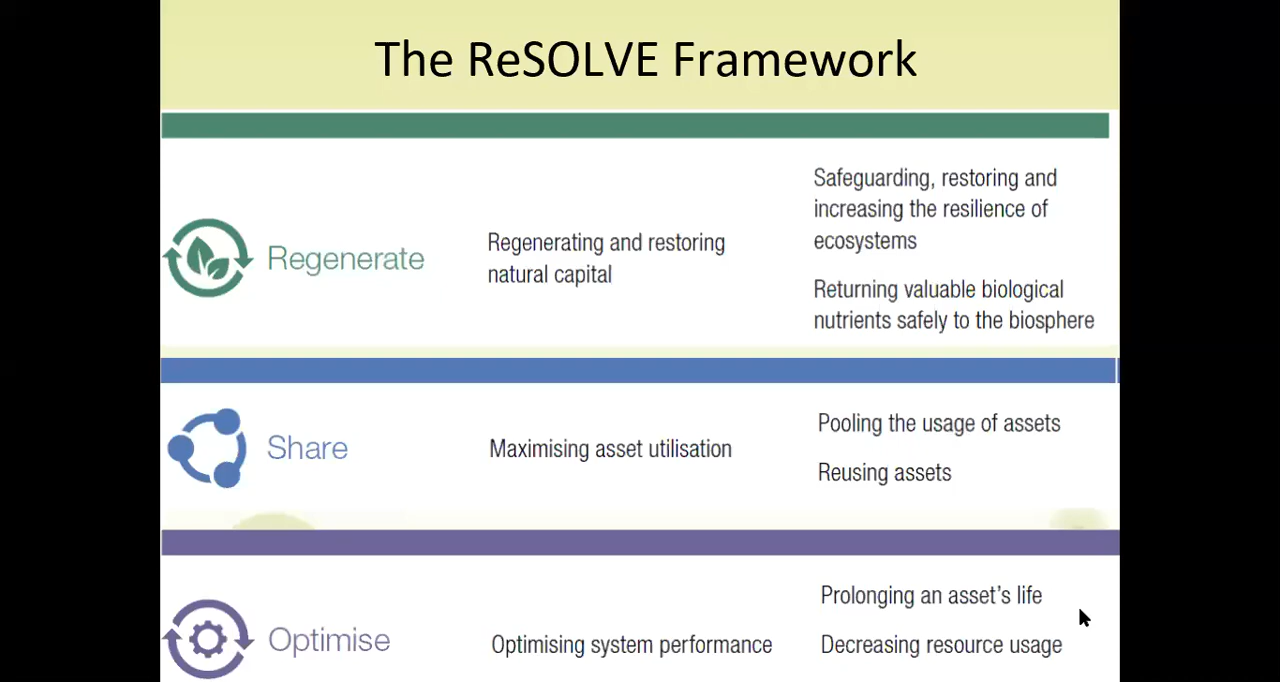 The ReSOLVE Framework
Regenerate
Regenerating and restoring
natural capital
Safeguarding, restoring and
increasing the resilience of
ecosystems
Returning valuable biological
nutrients safely to the biosphere
Share
Maximising asset utilisation
Pooling the usage of assets
Reusing assets
Optimise
Optimising system performance
Prolonging an asset’s life
Decreasing resource usage